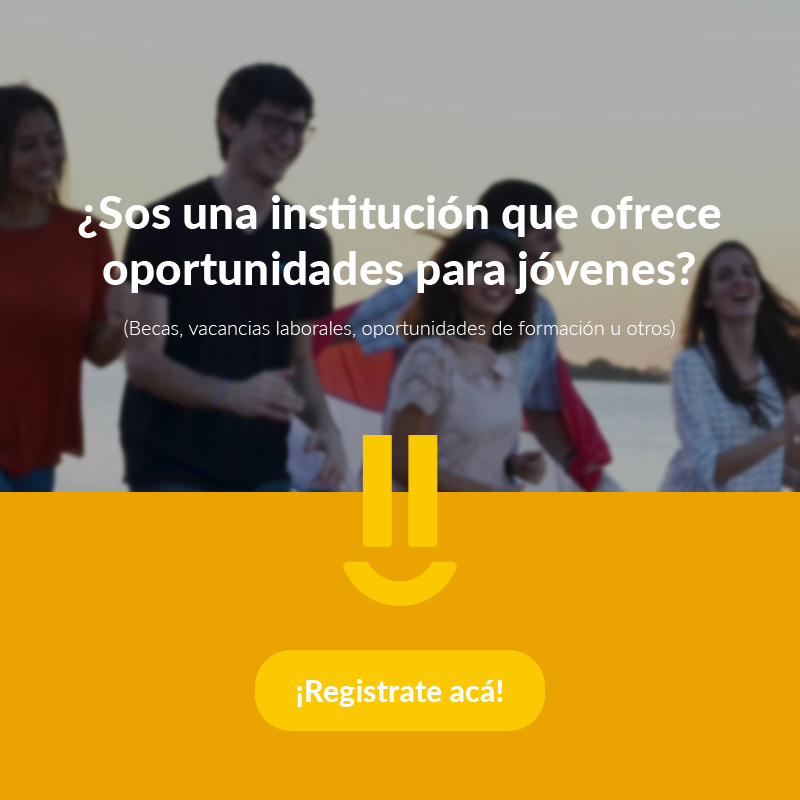 ¿Sos una institución que ofrece
oportunidades para jóvenes?
(Becas, vacancias laborales, oportunidades de formación u otros)
¡Registrate acá!